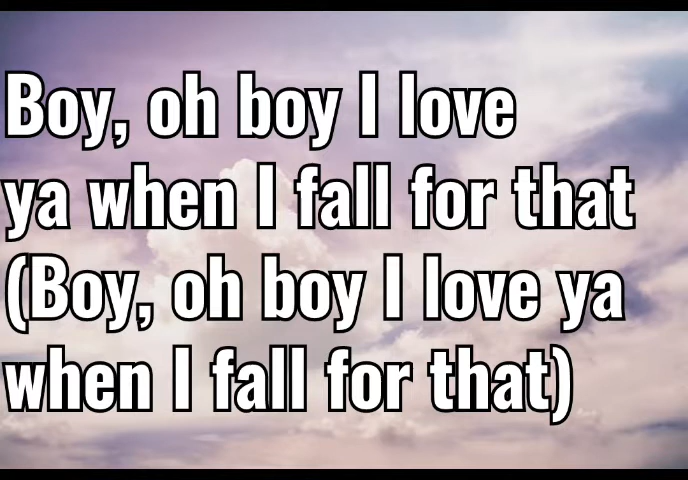 Boy, oh boy I love
ya when I fall for that
(Boy, oh boy I love ya
when I fall for that)